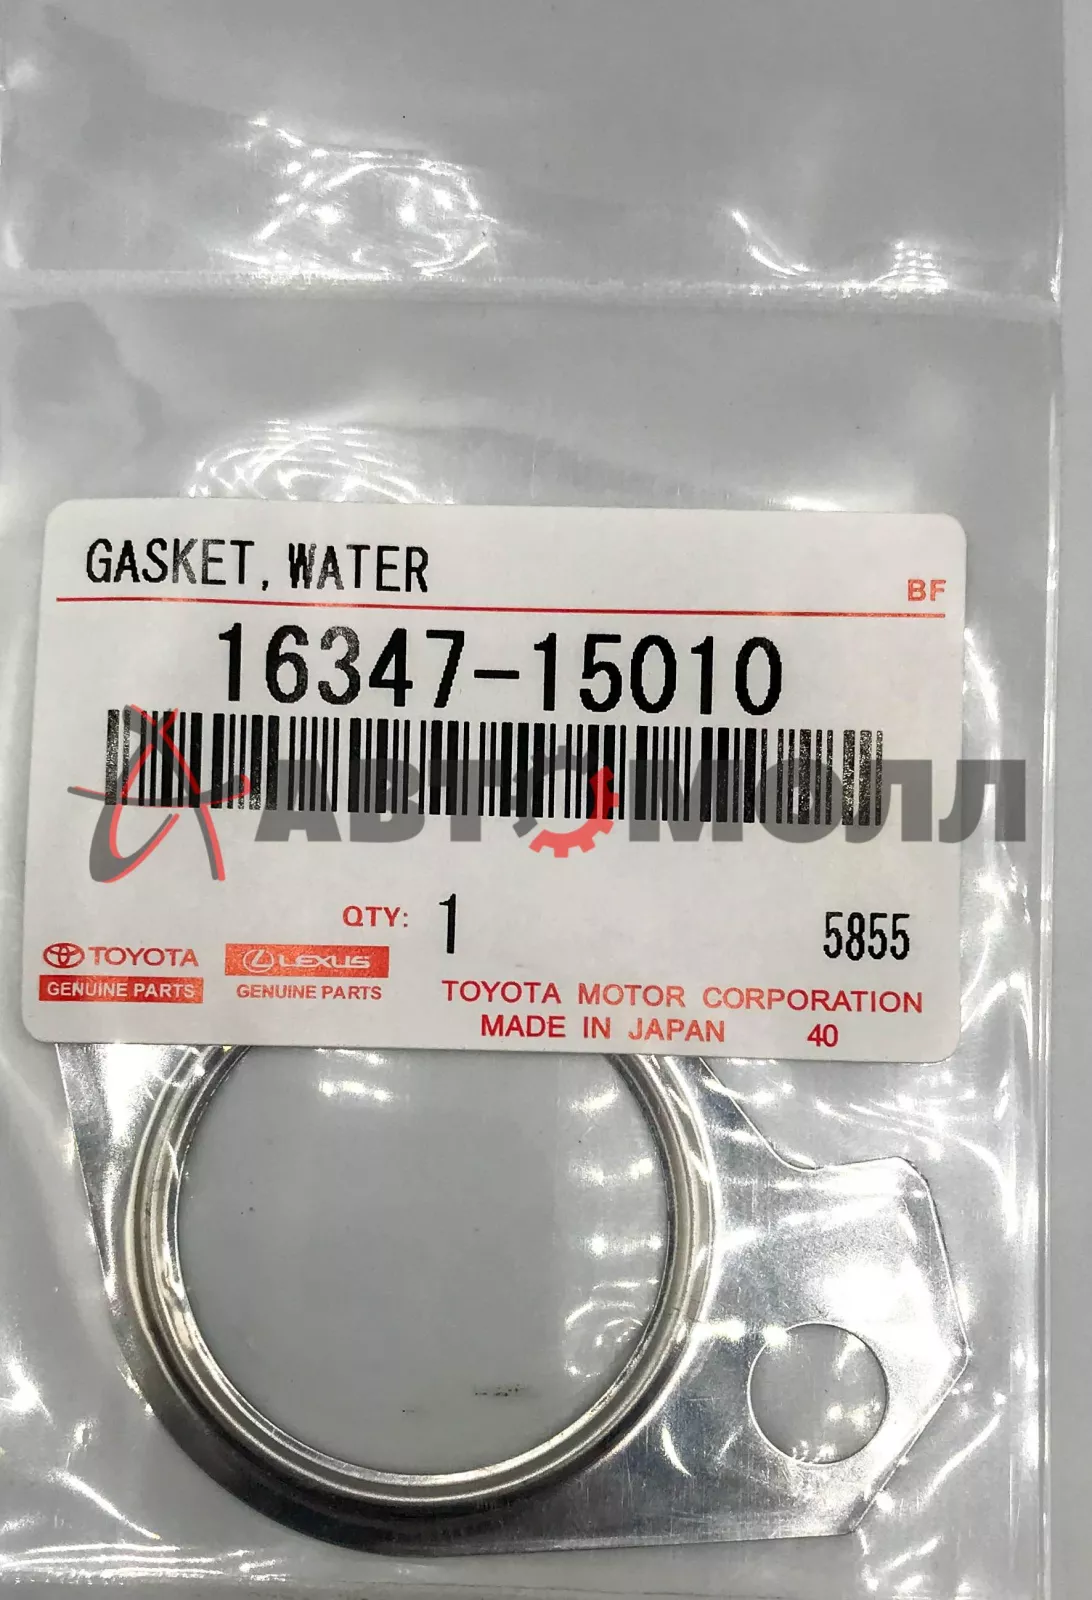 GASKET, WATER
BF
16347-15010
АВТОМОЛЛ
QTY: 1 5855
TOYOTA
GENUINE PARTS
LEXUS
GENUINE PARTS
TOYOTA MOTOR CORPORATION
MADE IN JAPAN 40